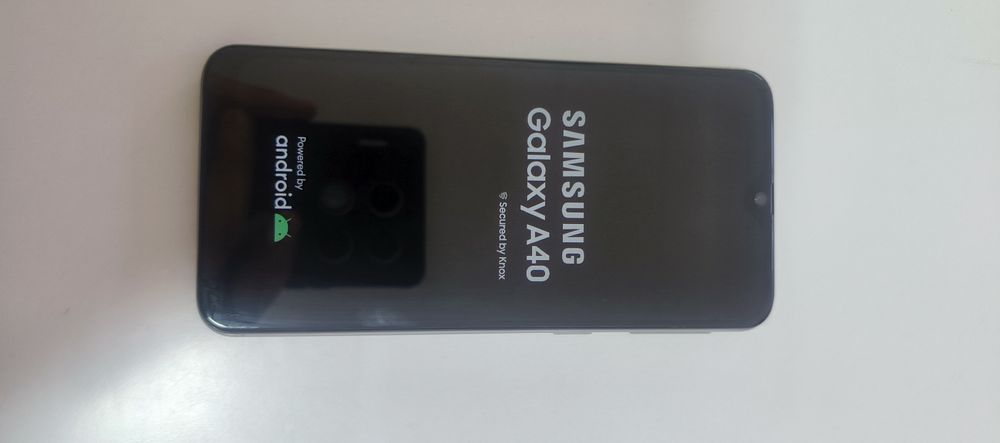 SAMSUNG
Galaxy A40
Secured by Knox
Powered by
android